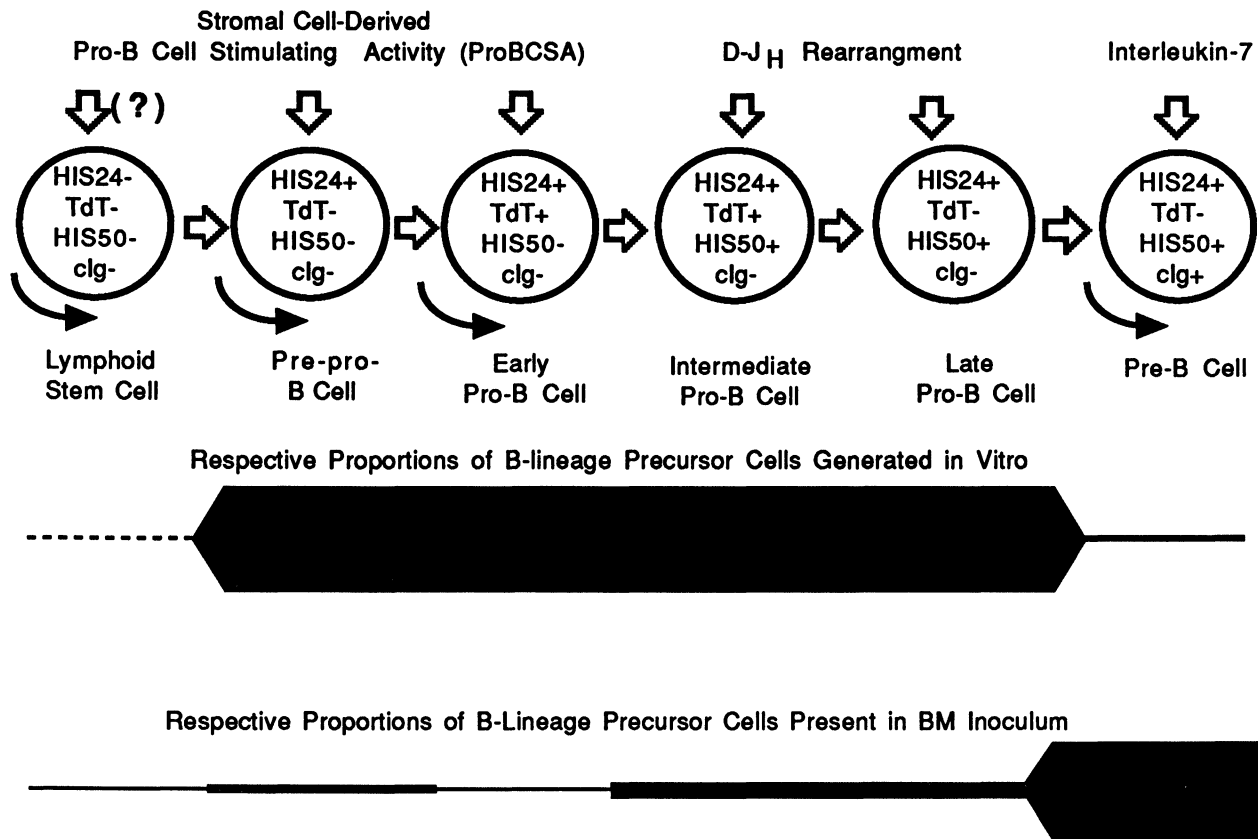 Stromal Cell-Derived
Pro-B Cell Stimulating Activity (ProBCSA)
D-J H Rearrangment
Interleukin-7
(?)
HIS24-
TdT-
HIS50-
cIg-
HIS24+
TdT-
HIS50-
cIg-
HIS24+
TdT+
HIS50-
cIg-
HIS24+
TdT+
HIS50+
cIg-
HIS24+
TdT-
HIS50+
cIg-
HIS24+
TdT-
HIS50+
cIg+
Lymphoid
Stem Cell
Pre-pro-
B Cell
Early
Pro-B Cell
Intermediate
Pro-B Cell
Late
Pro-B Cell
Pre-B Cell
Respective Proportions of B-lineage Precursor Cells Generated in Vitro
Respective Proportions of B-Lineage Precursor Cells Present in BM Inoculum